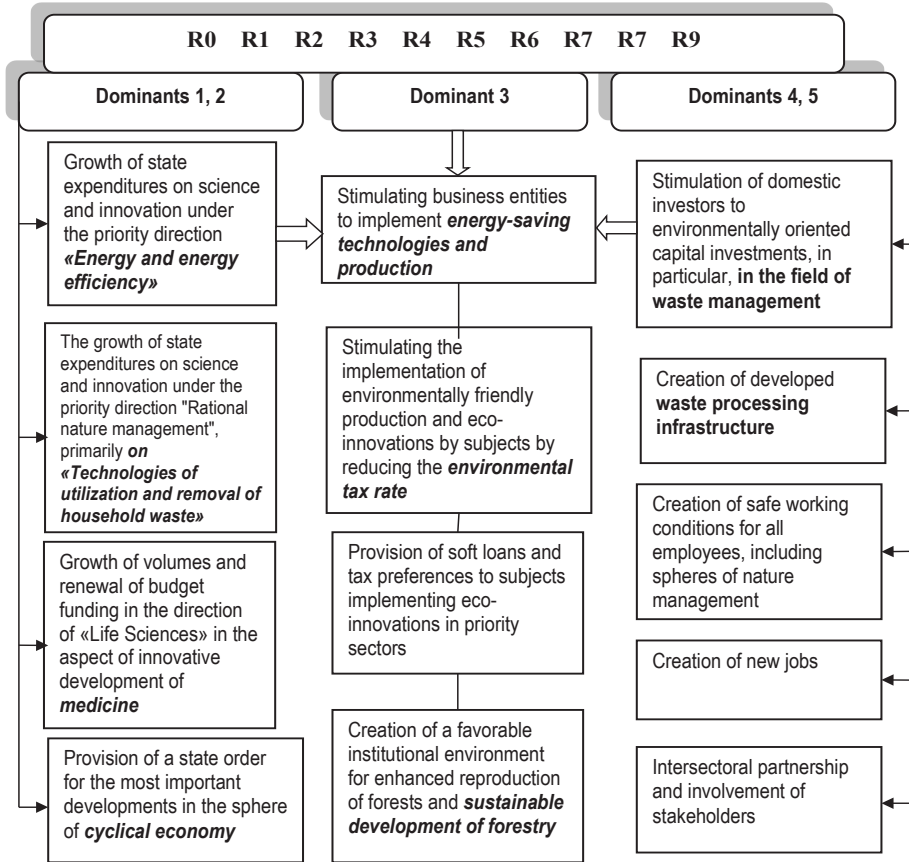 R0 R1 R2 R3 R4 R5 R6 R7 R7 R9
Dominants 1, 2
Growth of state
expenditures on science
and innovation under
the priority direction
«Energy and energy
efficiency»
The growth of state
expenditures on science
and innovation under the
priority direction "Rational
nature management",
primarily on
«Technologies of
utilization and removal of
household waste»
Growth of volumes and
renewal of budget
funding in the direction
of «Life Sciences» in the
aspect of innovative
development of
medicine
Provision of a state order
for the most important
developments in the sphere
of cyclical economy
Dominant 3
Stimulating business entities
to implement energy-saving
technologies and
production
Stimulating the
implementation of
environmentally friendly
production and eco-
innovations by subjects by
reducing the environmental
tax rate
Provision of soft loans and
tax preferences to subjects
implementing eco-
innovations in priority
sectors
Creation of a favorable
institutional environment
for enhanced reproduction
of forests and sustainable
development of forestry
Dominants 4, 5
Stimulation of domestic
investors to
environmentally oriented
capital investments, in
particular, in the field of
waste management
Creation of developed
waste processing
infrastructure
Creation of safe working
conditions for all
employees, including
spheres of nature
management
Creation of new jobs
Intersectoral partnership
and involvement of
stakeholders